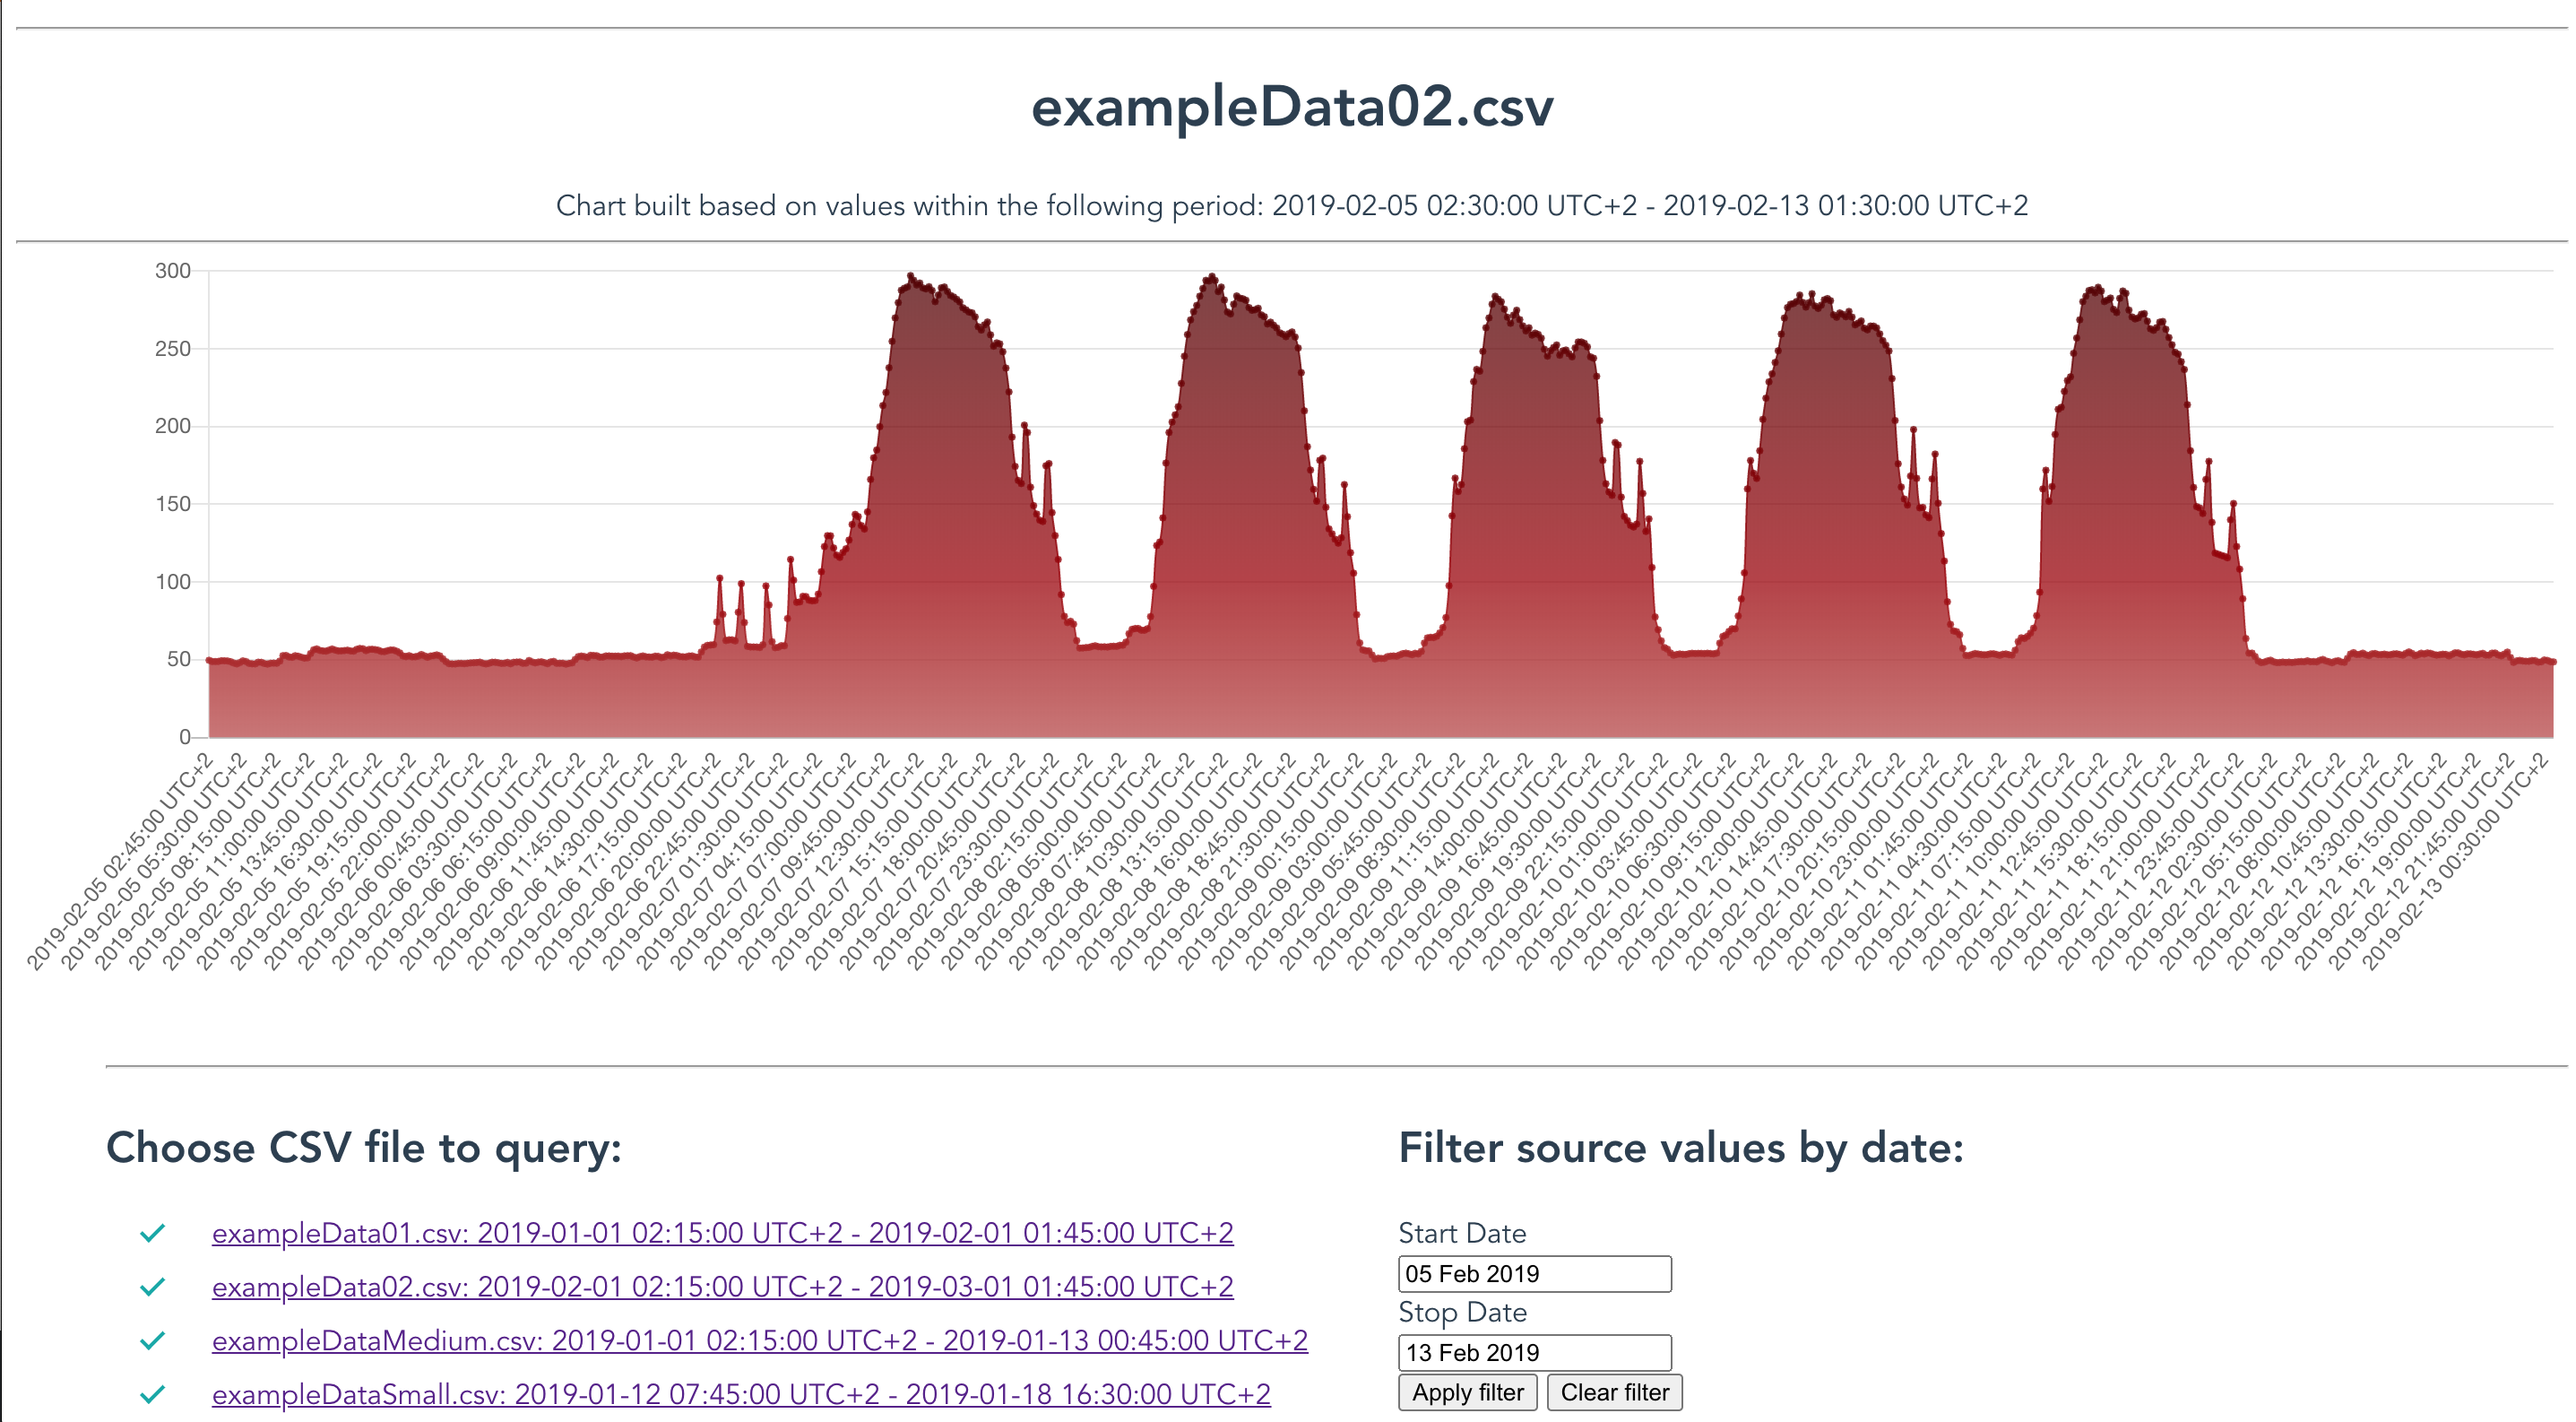 exampleData02.csv
Chart built based on values within the following period: 2019-02-05 02:30:00 UTC+2 - 2019-02-13 01:30:00 UTC+2
300
250
200
150
100
50
0
2019-02-05 02:45:00 UTC+2
2019-02-05 05:30:00 UTC+2
2019-02-05 08:15:00 UTC+2
2019-02-05 11:00:00 UTC+2
2019-02-05 13:45:00 UTC+2
2019-02-05 16:30:00 UTC+2
2019-02-05 19:15:00 UTC+2
2019-02-05 22:00:00 UTC+2
2019-02-06 00:45:00 UTC+2
2019-02-06 03:30:00 UTC+2
2019-02-06 06:15:00 UTC+2
2019-02-06 09:00:00 UTC+2
2019-02-06 11:45:00 UTC+2
2019-02-06 14:30:00 UTC+2
2019-02-06 17:15:00 UTC+2
2019-02-06 20:00:00 UTC+2
2019-02-06 22:45:00 UTC+2
2019-02-07 01:30:00 UTC+2
2019-02-07 04:15:00 UTC+2
2019-02-07 07:00:00 UTC+2
2019-02-07 09:45:00 UTC+2
2019-02-07 12:30:00 UTC+2
2019-02-07 15:15:00 UTC+2
2019-02-07 18:00:00 UTC+2
2019-02-07 20:45:00 UTC+2
2019-02-07 23:30:00 UTC+2
2019-02-08 02:15:00 UTC+2
2019-02-08 05:00:00 UTC+2
2019-02-08 07:45:00 UTC+2
2019-02-08 10:30:00 UTC+2
2019-02-08 13:15:00 UTC+2
2019-02-08 16:00:00 UTC+2
2019-02-08 18:45:00 UTC+2
2019-02-08 21:30:00 UTC+2
2019-02-09 00:15:00 UTC+2
2019-02-09 03:00:00 UTC+2
2019-02-09 05:45:00 UTC+2
2019-02-09 08:30:00 UTC+2
2019-02-09 11:15:00 UTC+2
2019-02-09 14:00:00 UTC+2
2019-02-09 16:45:00 UTC+2
2019-02-09 19:30:00 UTC+2
2019-02-09 22:15:00 UTC+2
2019-02-10 01:00:00 UTC+2
2019-02-10 03:45:00 UTC+2
2019-02-10 06:30:00 UTC+2
2019-02-10 09:15:00 UTC+2
2019-02-10 12:00:00 UTC+2
2019-02-10 14:45:00 UTC+2
2019-02-10 17:30:00 UTC+2
2019-02-10 20:15:00 UTC+2
2019-02-10 23:00:00 UTC+2
2019-02-11 01:45:00 UTC+2
2019-02-11 04:30:00 UTC+2
2019-02-11 07:15:00 UTC+2
2019-02-11 10:00:00 UTC+2
2019-02-11 12:45:00 UTC+2
2019-02-11 15:30:00 UTC+2
2019-02-11 18:15:00 UTC+2
2019-02-11 21:00:00 UTC+2
2019-02-11 23:45:00 UTC+2
2019-02-12 02:30:00 UTC+2
2019-02-12 05:15:00 UTC+2
2019-02-12 08:00:00 UTC+2
2019-02-12 10:45:00 UTC+2
2019-02-12 13:30:00 UTC+2
2019-02-12 16:15:00 UTC+2
2019-02-12 19:00:00 UTC+2
2019-02-12 21:45:00 UTC+2
2019-02-13 00:30:00 UTC+2
Choose CSV file to query:
exampleData01.csv: 2019-01-01 02:15:00 UTC+2 - 2019-02-01 01:45:00 UTC+2
exampleData02.csv: 2019-02-01 02:15:00 UTC+2 - 2019-03-01 01:45:00 UTC+2
exampleDataMedium.csv: 2019-01-01 02:15:00 UTC+2 - 2019-01-13 00:45:00 UTC+2
exampleDataSmall.csv: 2019-01-12 07:45:00 UTC+2 - 2019-01-18 16:30:00 UTC+2
Filter source values by date:
Start Date
05 Feb 2019
Stop Date
13 Feb 2019
Apply filter Clear filter